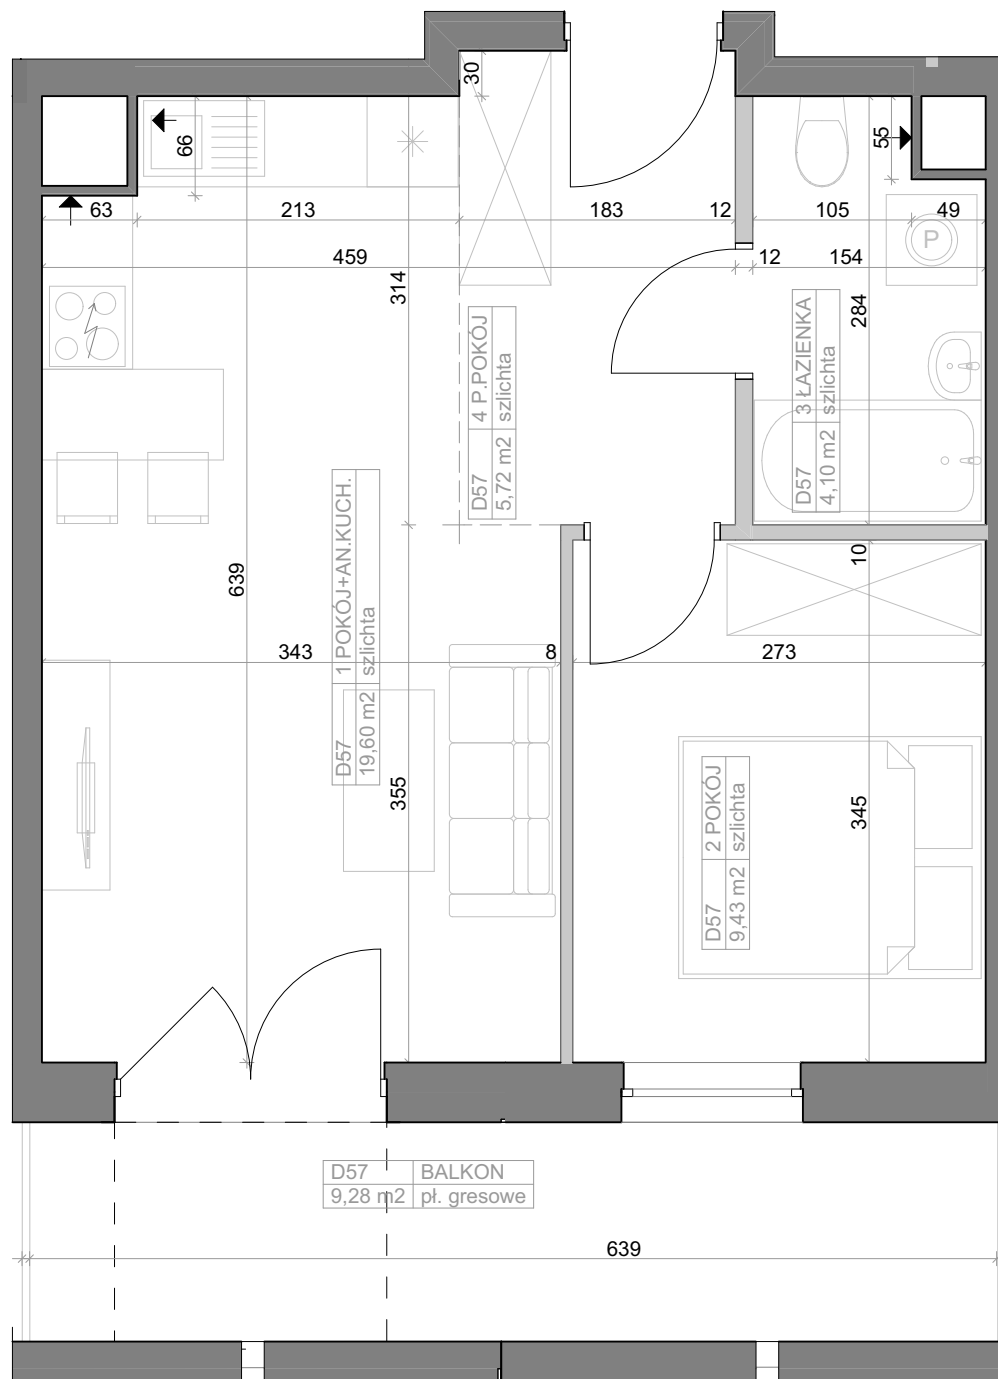 30
66
55
63
213
183
12
105
49
459
12
154
314
284
P
D57 4 P.POKÓJ
5,72 m2 szlichta
D57 3 ŁAZIENKA
4,10 m2 szlichta
D57 1 POKÓJ+AN.KUCH.
19,60 m2 szlichta
639
10
343
8
273
355
345
D57 2 POKÓJ
9,43 m2 szlichta
D57 BALKON
9,28 m2 pł. gresowe
639